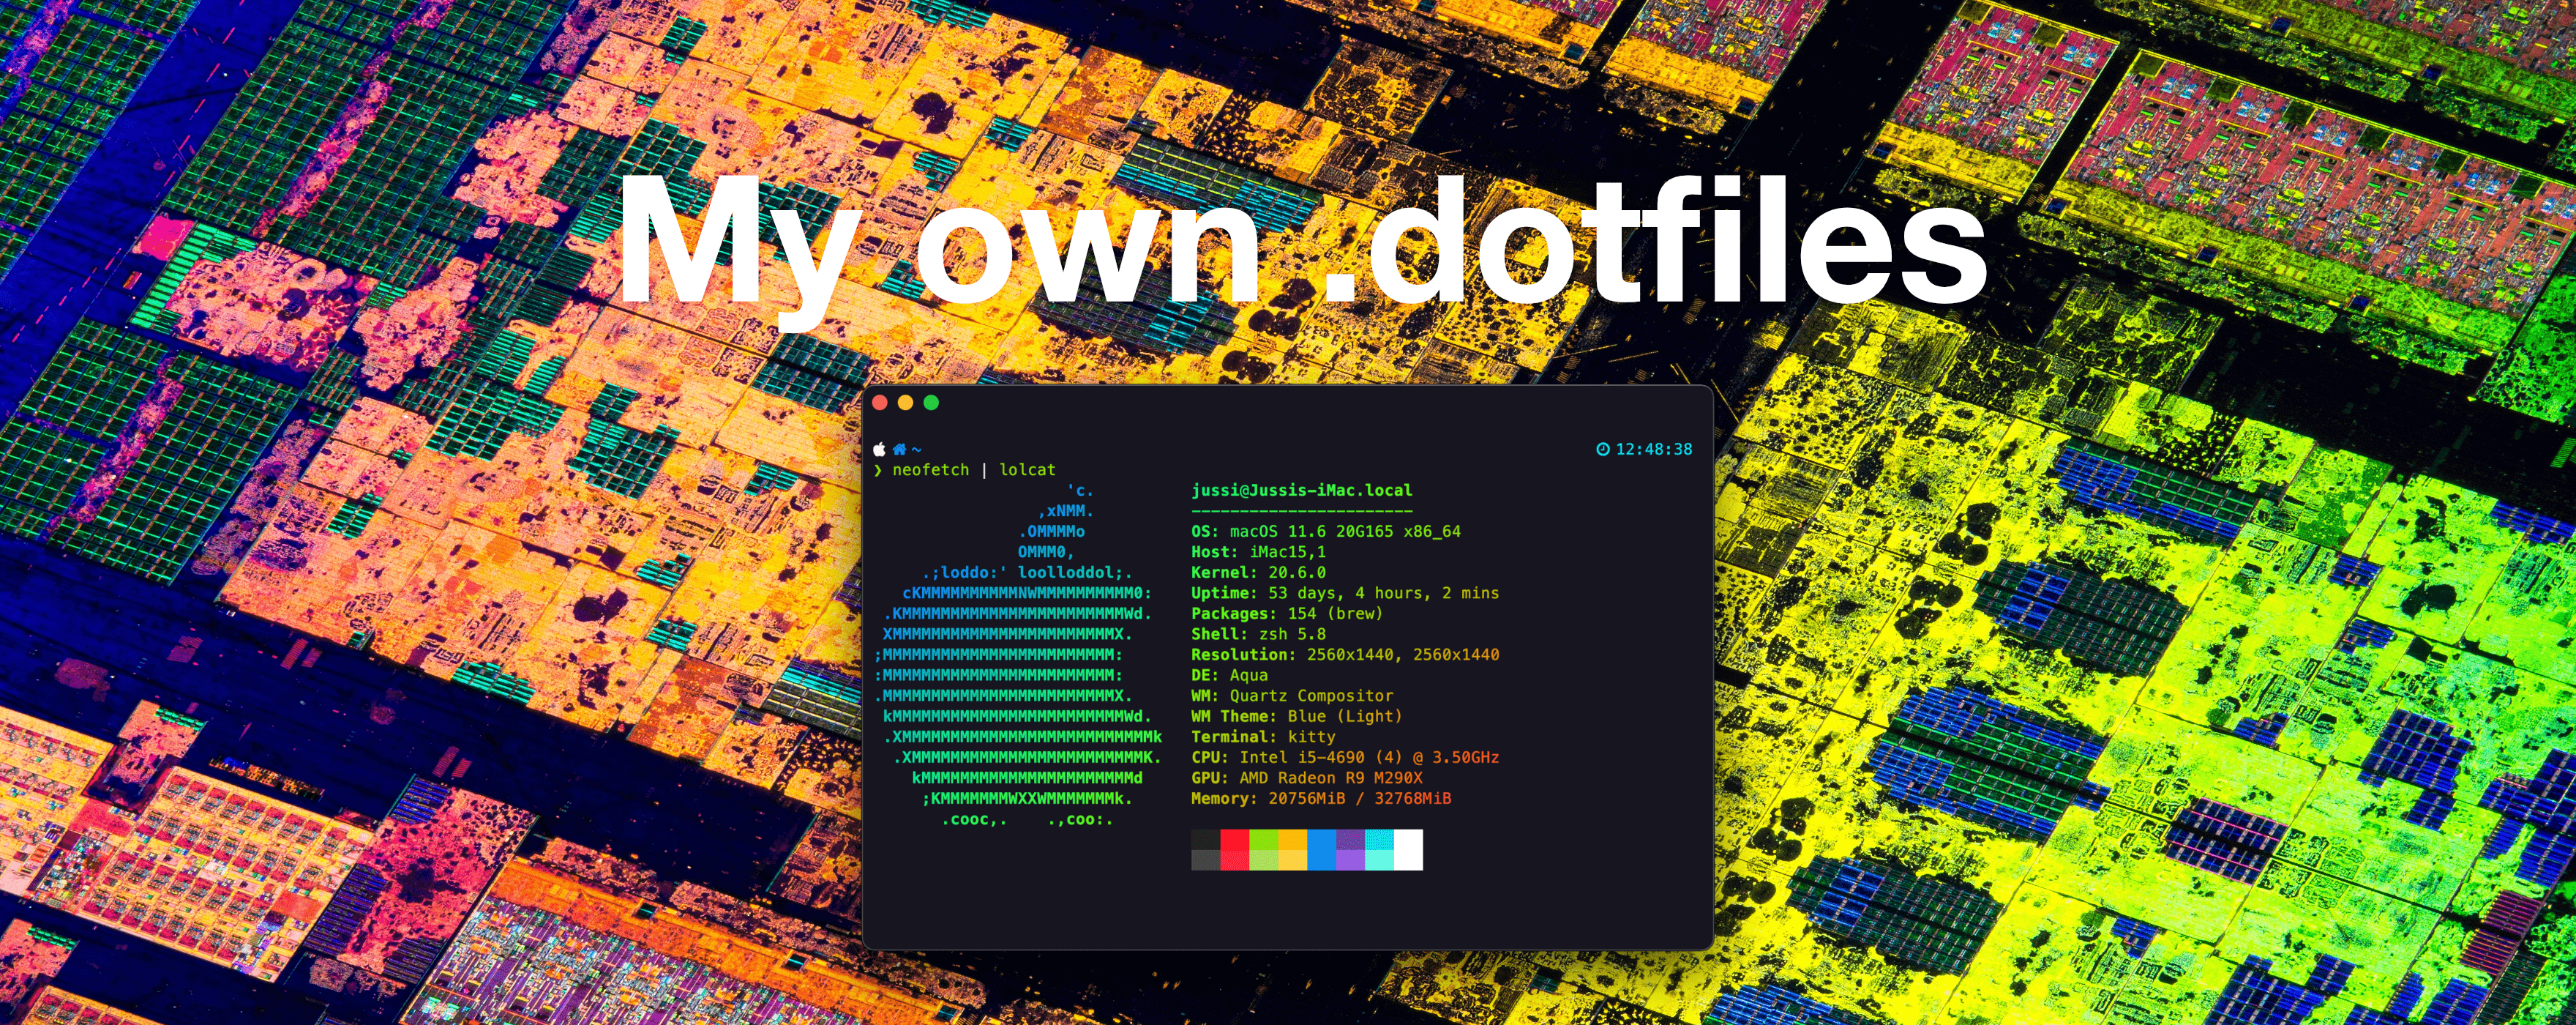 My own .dotfiles
~ 12:48:38
❯ neofetch | lolcat
'c. jussi@Jussis-iMac.local
,xNMM. -----------------------
.OMMMMo OS: macOS 11.6 20G165 x86_64
OMMM0, Host: iMac15,1
.;loddo:' loolloddol;. Kernel: 20.6.0
cKMMMMMMMMMMNWMMMMMMMMMM0: Uptime: 53 days, 4 hours, 2 mins
.KMMMMMMMMMMMMMMMMMMMMMMMWd. Packages: 154 (brew)
XMMMMMMMMMMMMMMMMMMMMMMMX. Shell: zsh 5.8
;MMMMMMMMMMMMMMMMMMMMMMMM: Resolution: 2560x1440, 2560x1440
:MMMMMMMMMMMMMMMMMMMMMMMM: DE: Aqua
.MMMMMMMMMMMMMMMMMMMMMMMMX. WM: Quartz Compositor
kMMMMMMMMMMMMMMMMMMMMMMMMWd. WM Theme: Blue (Light)
.XMMMMMMMMMMMMMMMMMMMMMMMMMMk Terminal: kitty
.XMMMMMMMMMMMMMMMMMMMMMMMMK. CPU: Intel i5-4690 (4) @ 3.50GHz
kMMMMMMMMMMMMMMMMMMMMMMd GPU: AMD Radeon R9 M290X
;KMMMMMMMWXXWMMMMMMMk. Memory: 20756MiB / 32768MiB
.cooc,. .,coo:.